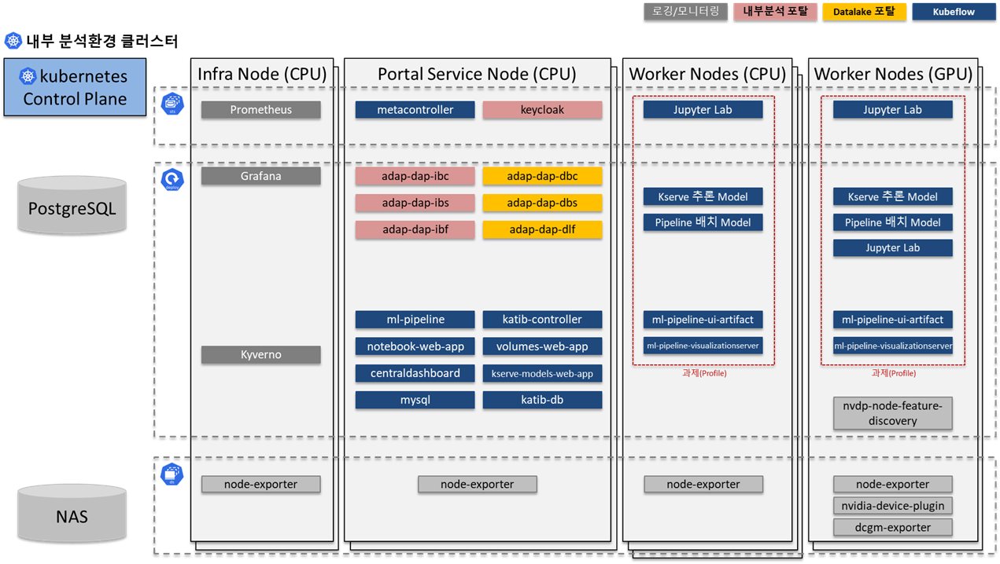 로깅/모니터링
내부분석 포탈
Datalake 포탈
Kubeflow
내부 분석환경 클러스터
kubernetes
Control Plane
PostgreSQL
NAS
Infra Node (CPU)
Portal Service Node (CPU)
Worker Nodes (CPU)
Worker Nodes (GPU)
sts
Prometheus
metacontroller
keycloak
Jupyter Lab
Jupyter Lab
deploy
Grafana
adap-dap-ibc
adap-dap-dbc
adap-dap-ibs
adap-dap-dbs
Kserve 추론 Model
Kserve 추론 Model
adap-dap-ibf
adap-dap-dlf
Pipeline 배치 Model
Pipeline 배치 Model
Jupyter Lab
ml-pipeline
katib-controller
ml-pipeline-ui-artifact
ml-pipeline-ui-artifact
Kyverno
notebook-web-app
volumes-web-app
ml-pipeline-visualizationserver
ml-pipeline-visualizationserver
centraldashboard
kserve-models-web-app
과제(Profile)
과제(Profile)
mysql
katib-db
nvdp-node-feature-
discovery
ds
node-exporter
node-exporter
node-exporter
node-exporter
nvidia-device-plugin
dcgm-exporter